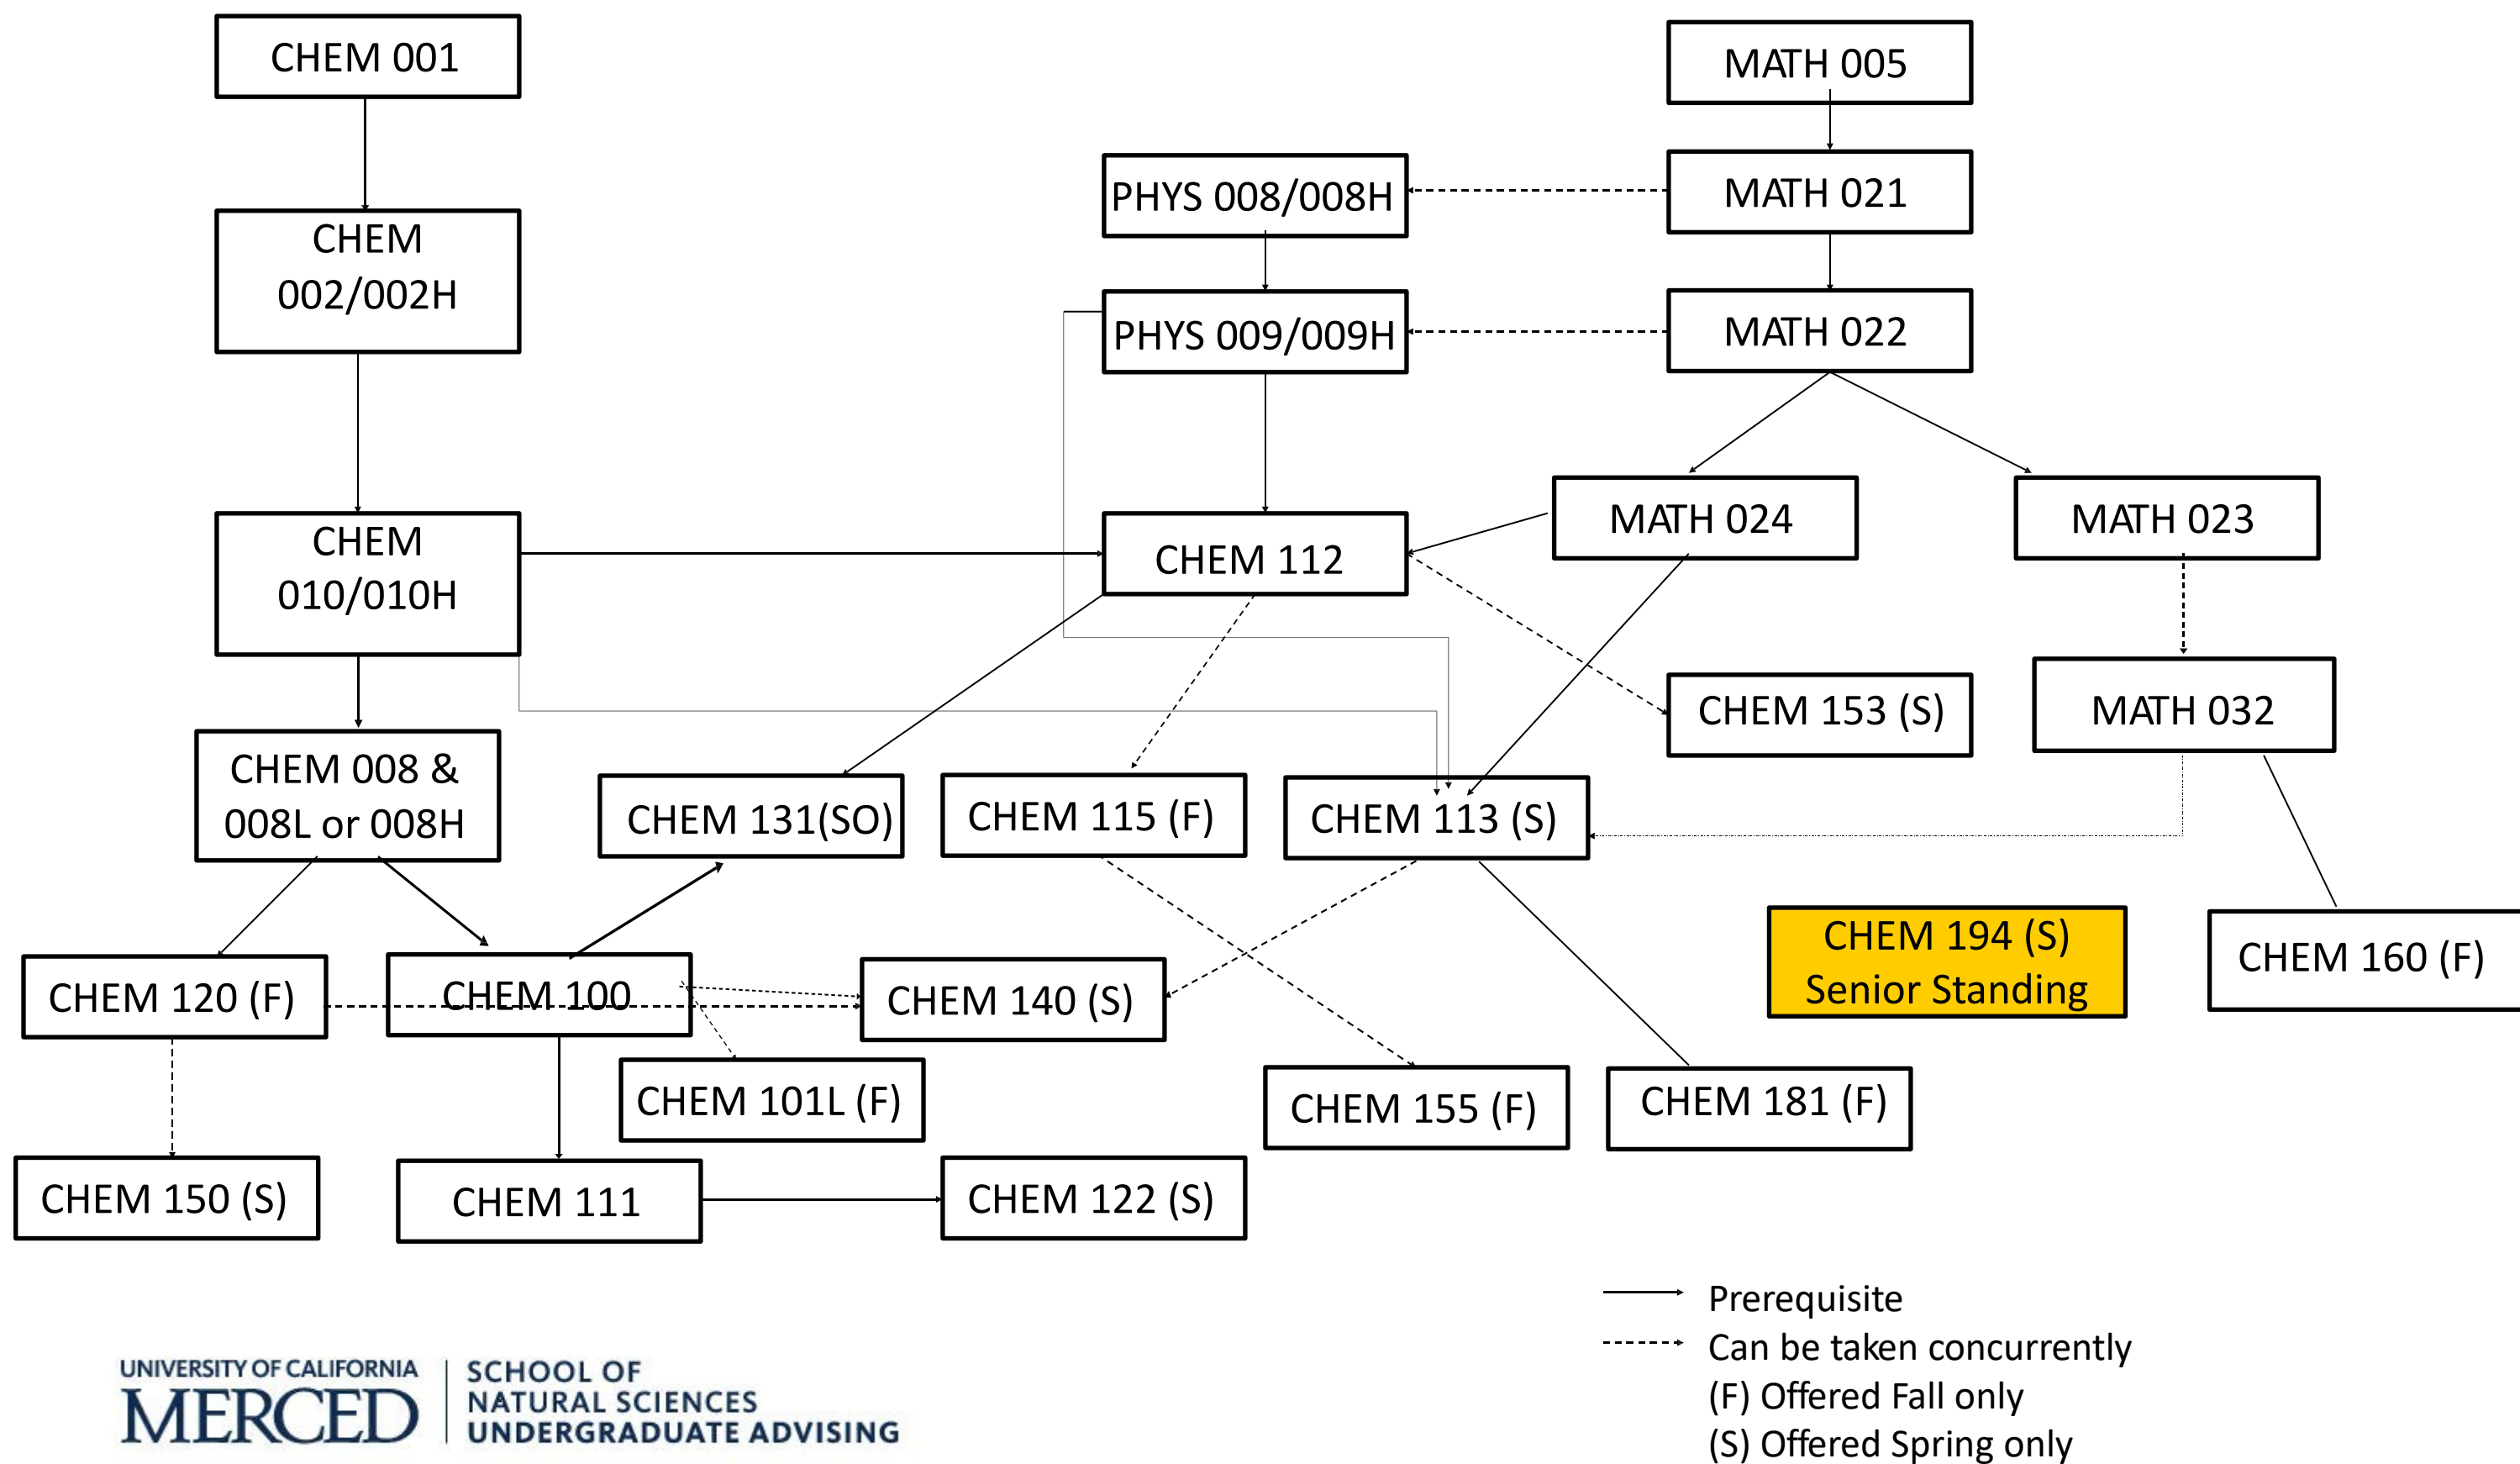 CHEM 001
MATH 005
PHYS 008/008H
MATH 021
CHEM
002/002H
PHYS 009/009H
MATH 022
CHEM
010/010H
CHEM 112
MATH 024
MATH 023
CHEM 153 (S)
MATH 032
CHEM 008 &
008L or 008H
CHEM 131(SO)
CHEM 115 (F)
CHEM 113 (S)
CHEM 194 (S)
Senior Standing
CHEM 160 (F)
CHEM 120 (F)
CHEM 100
CHEM 140 (S)
CHEM 101L (F)
CHEM 155 (F)
CHEM 181 (F)
CHEM 150 (S)
CHEM 111
CHEM 122 (S)
Prerequisite
Can be taken concurrently
(F) Offered Fall only
(S) Offered Spring only
UNIVERSITY OF CALIFORNIA
MERCED
SCHOOL OF
NATURAL SCIENCES
UNDERGRADUATE ADVISING